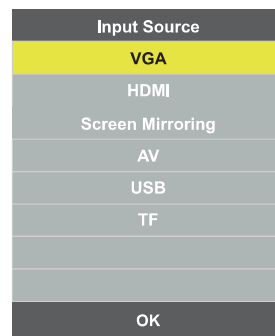 Input Source
VGA
HDMI
Screen Mirroring
AV
USB
TF
OK